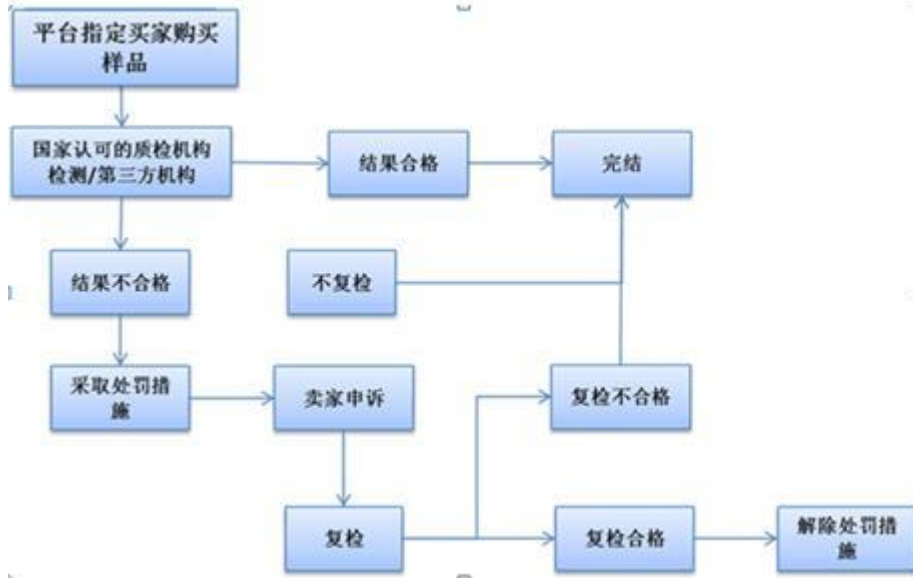 平台指定买家购买
样品
国家认可的质检机构
检测/第三方机构
结果合格
完结
结果不合格
不复检
采取处罚措
施
卖家申诉
复检不合格
复检
复检合格
解除处罚措
施